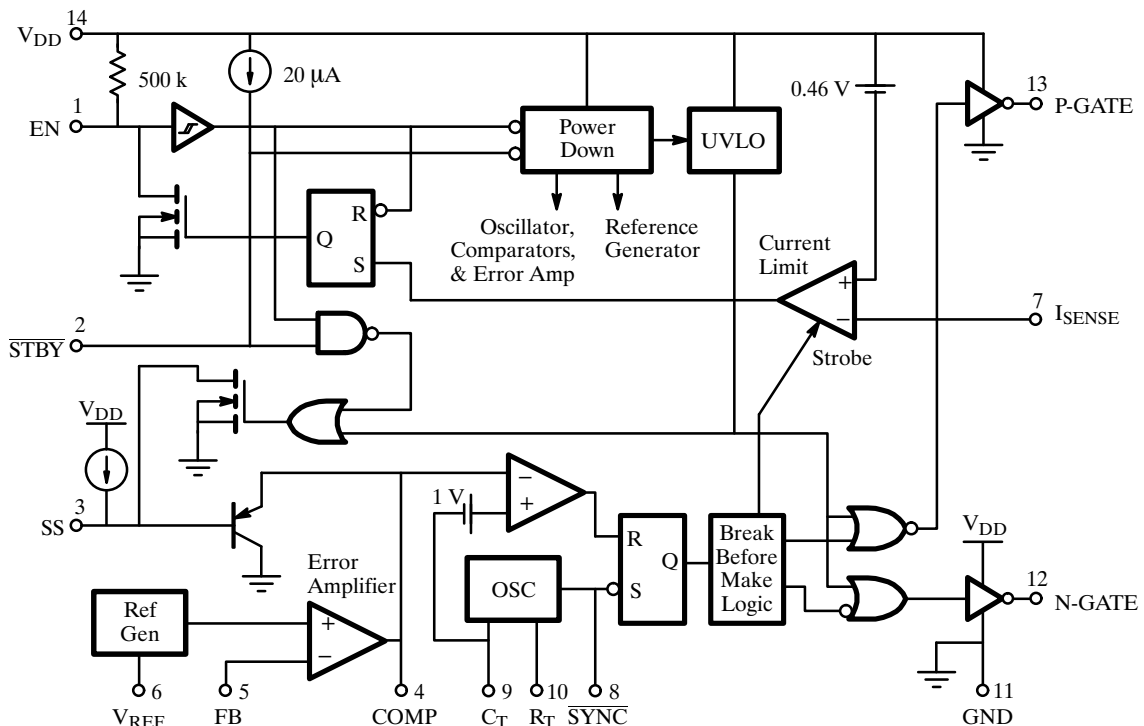 14
V_DD
500 k
20 µA
0.46 V
13
P-GATE
1
EN
Power
Down
UVLO
Oscillator,
Comparators,
& Error Amp
Reference
Generator
R
Q
S
Current
Limit
+
−
7
I_SENSE
Strobe
2
S̅T̅B̅Y̅
V_DD
3
SS
1 V
−
+
R
Q
S
Break
Before
Make
Logic
V_DD
12
N-GATE
OSC
Error
Amplifier
+
−
Ref
Gen
6
V_REF
5
FB
4
COMP
9
C_T
10
R_T
8
S̅Y̅N̅C̅
11
GND